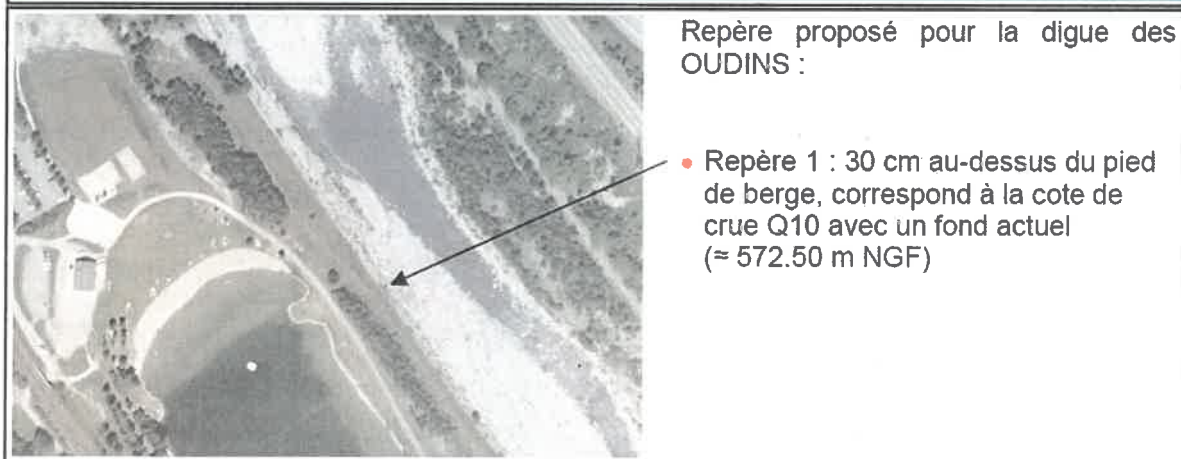 Repère proposé pour la digue des
OUDINS :
• Repère 1 : 30 cm au-dessus du pied
de berge, correspond à la cote de
crue Q10 avec un fond actuel
(≈ 572.50 m NGF)